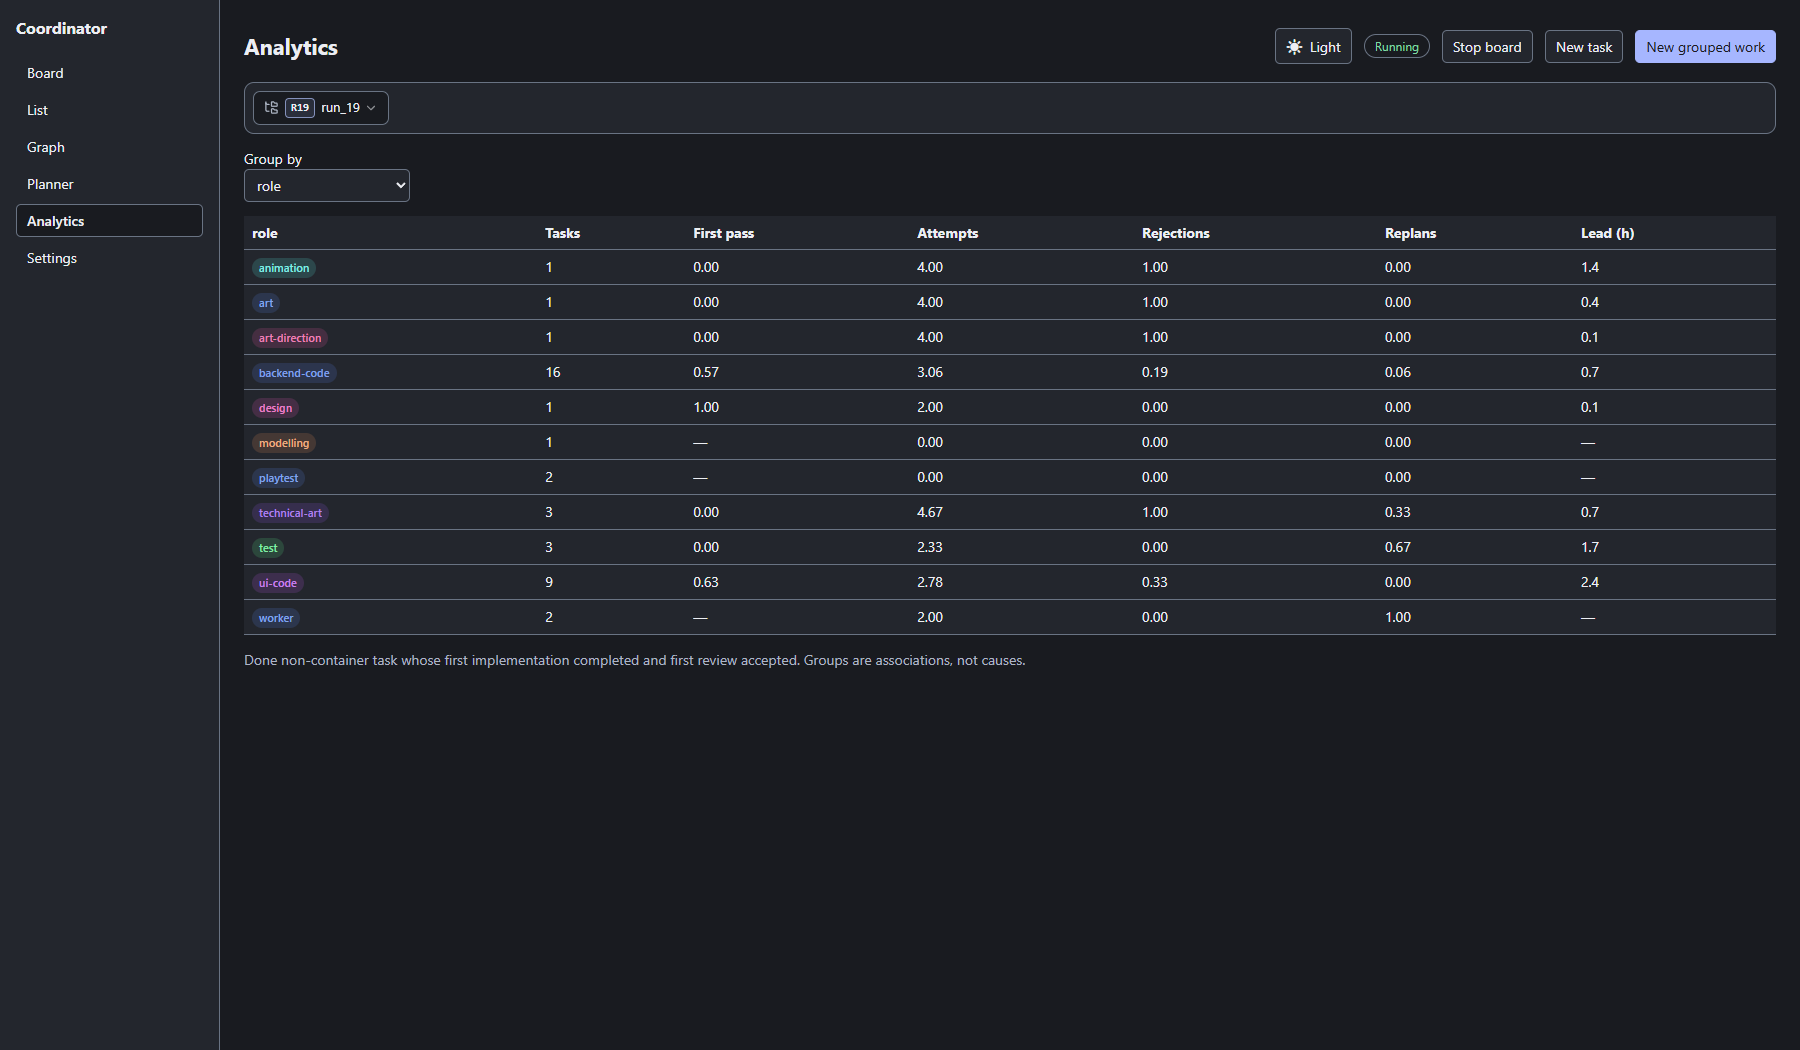 Coordinator
Board
List
Graph
Planner
Analytics
Settings
Analytics
Light
Running
Stop board
New task
New grouped work
R19 run_19
Group by
role
role Tasks First pass Attempts Rejections Replans Lead (h)
animation 1 0.00 4.00 1.00 0.00 1.4
art 1 0.00 4.00 1.00 0.00 0.4
art-direction 1 0.00 4.00 1.00 0.00 0.1
backend-code 16 0.57 3.06 0.19 0.06 0.7
design 1 1.00 2.00 0.00 0.00 0.1
modelling 1 — 0.00 0.00 0.00 —
playtest 2 — 0.00 0.00 0.00 —
technical-art 3 0.00 4.67 1.00 0.33 0.7
test 3 0.00 2.33 0.00 0.67 1.7
ui-code 9 0.63 2.78 0.33 0.00 2.4
worker 2 — 2.00 0.00 1.00 —
Done non-container task whose first implementation completed and first review accepted. Groups are associations, not causes.